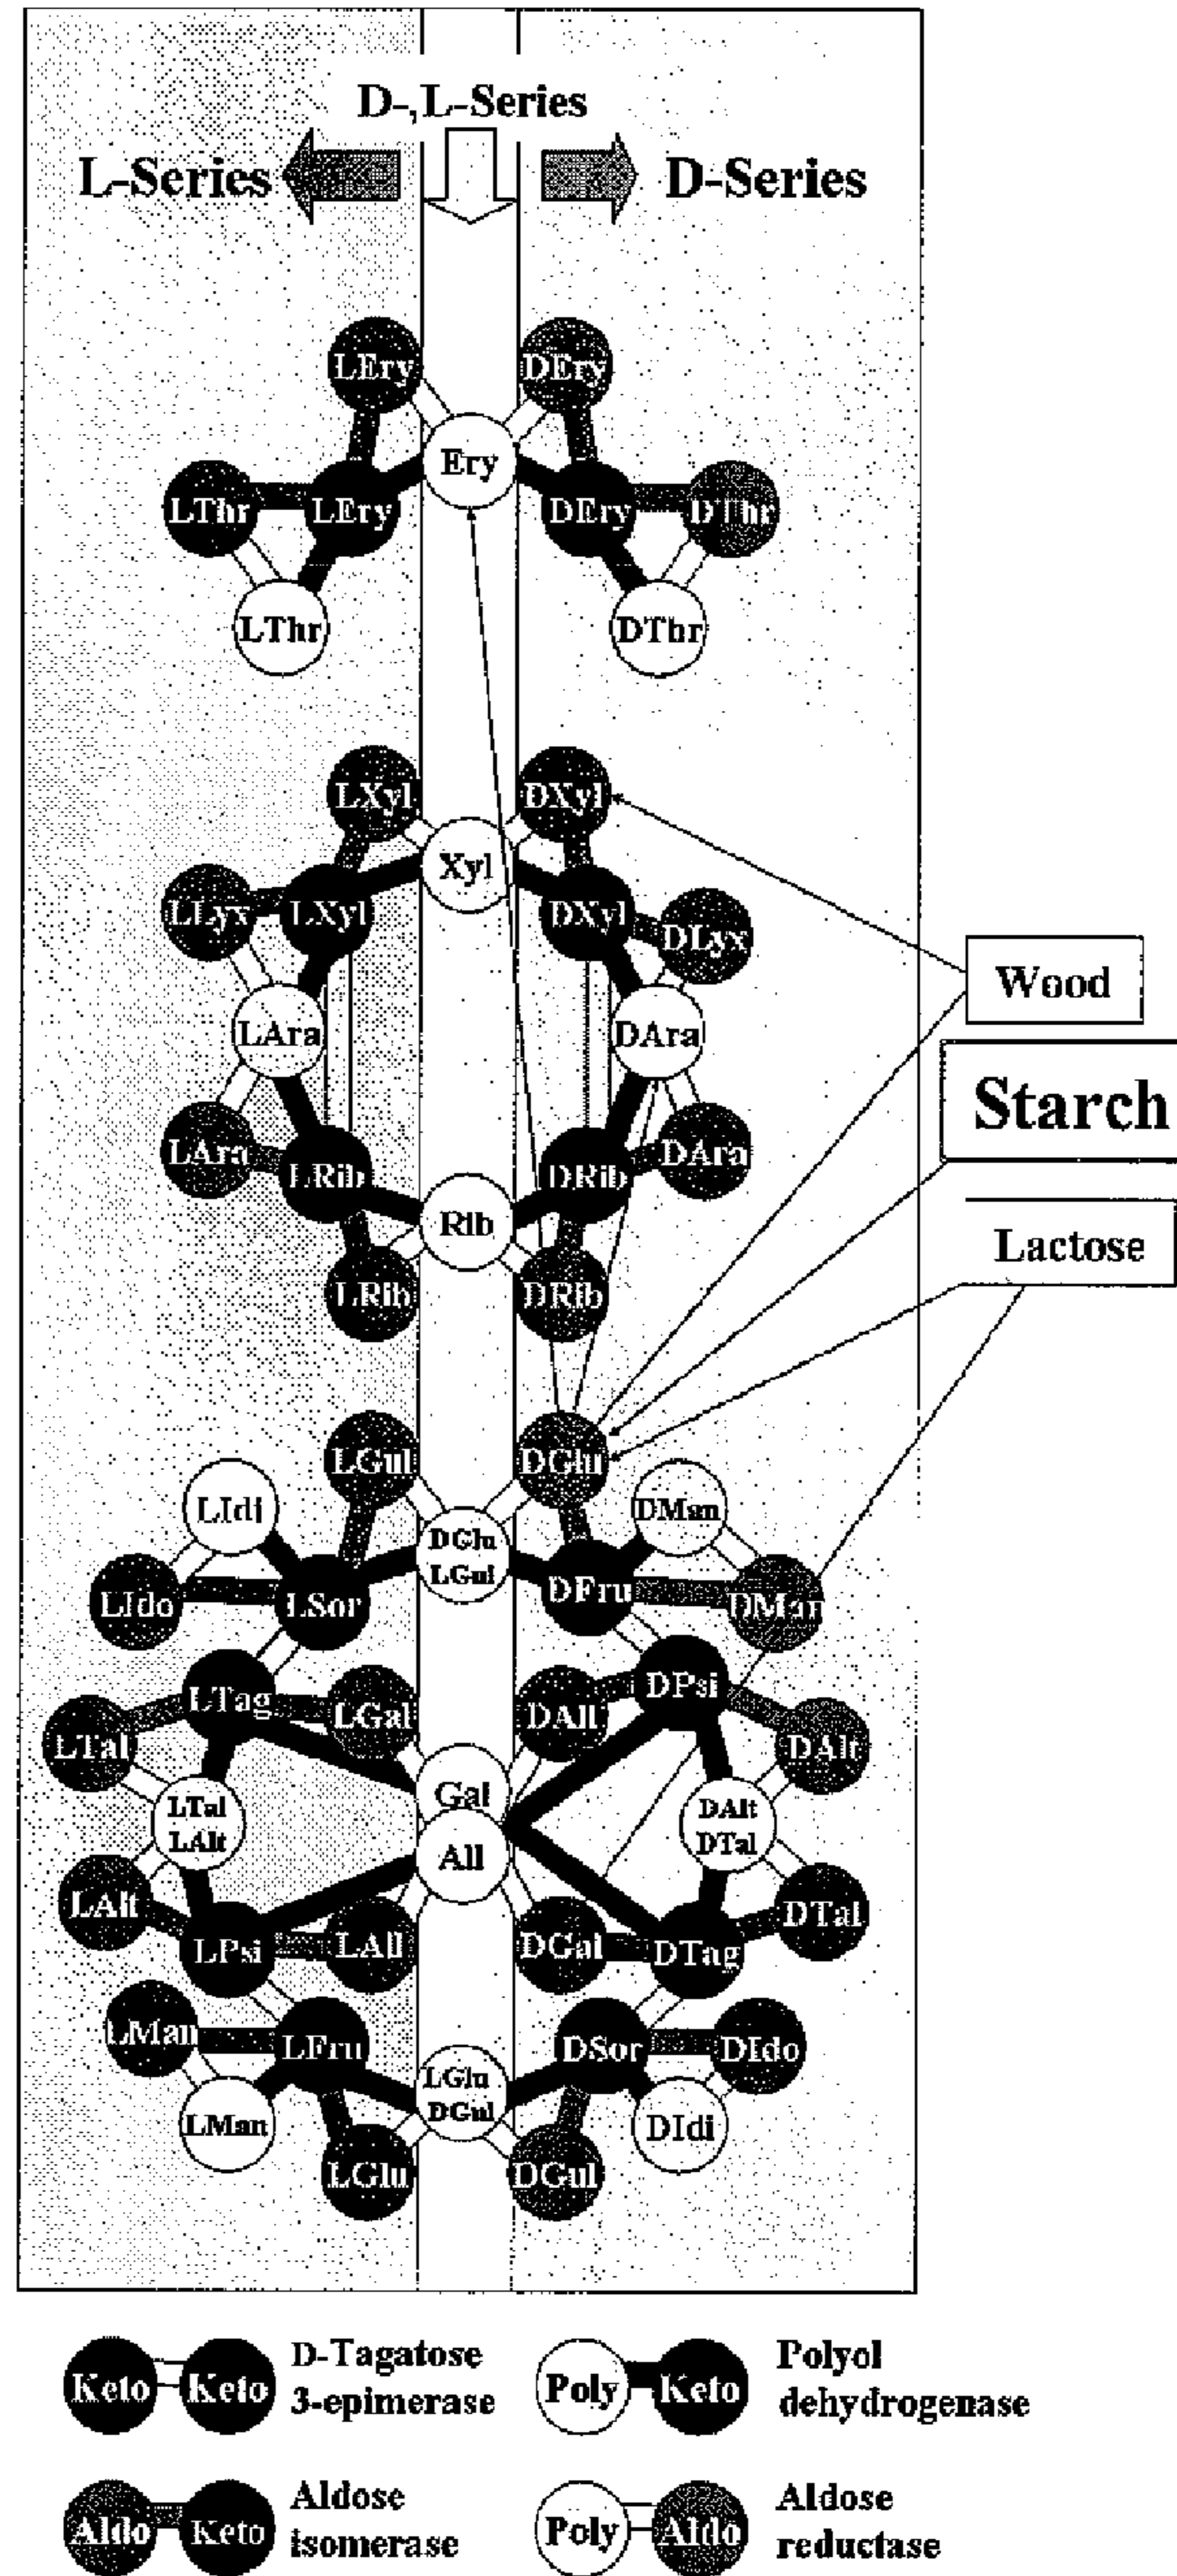 D-,L-Series
L-Series
D-Series
LEry
DEry
Ery
LThr
LEry
DEry
DThr
LThr
DThr
LXyl
DXyl
Xyl
LLyx
LXyl
DXyl
DLyx
Wood
LAra
DAra
Starch
LAra
LRib
DRib
DAra
Rib
Lactose
LRib
DRib
LGul
DGlu
LIdi
DMan
DGlu
LGul
LIdo
LSor
DFru
DMan
LTag
LGal
DAll
DPsi
LTal
DAlt
Gal
LTal
LAlt
DAlt
DTal
All
LAlt
LPsi
LAll
DGal
DTag
DTal
LMan
LFru
DSor
DIdo
LGlu
DGul
LMan
DIdi
LGlu
DGul
Keto
Keto
D-Tagatose
3-epimerase
Poly
Keto
Polyol
dehydrogenase
Aldo
Keto
Aldose
isomerase
Poly
Aldo
Aldose
reductase